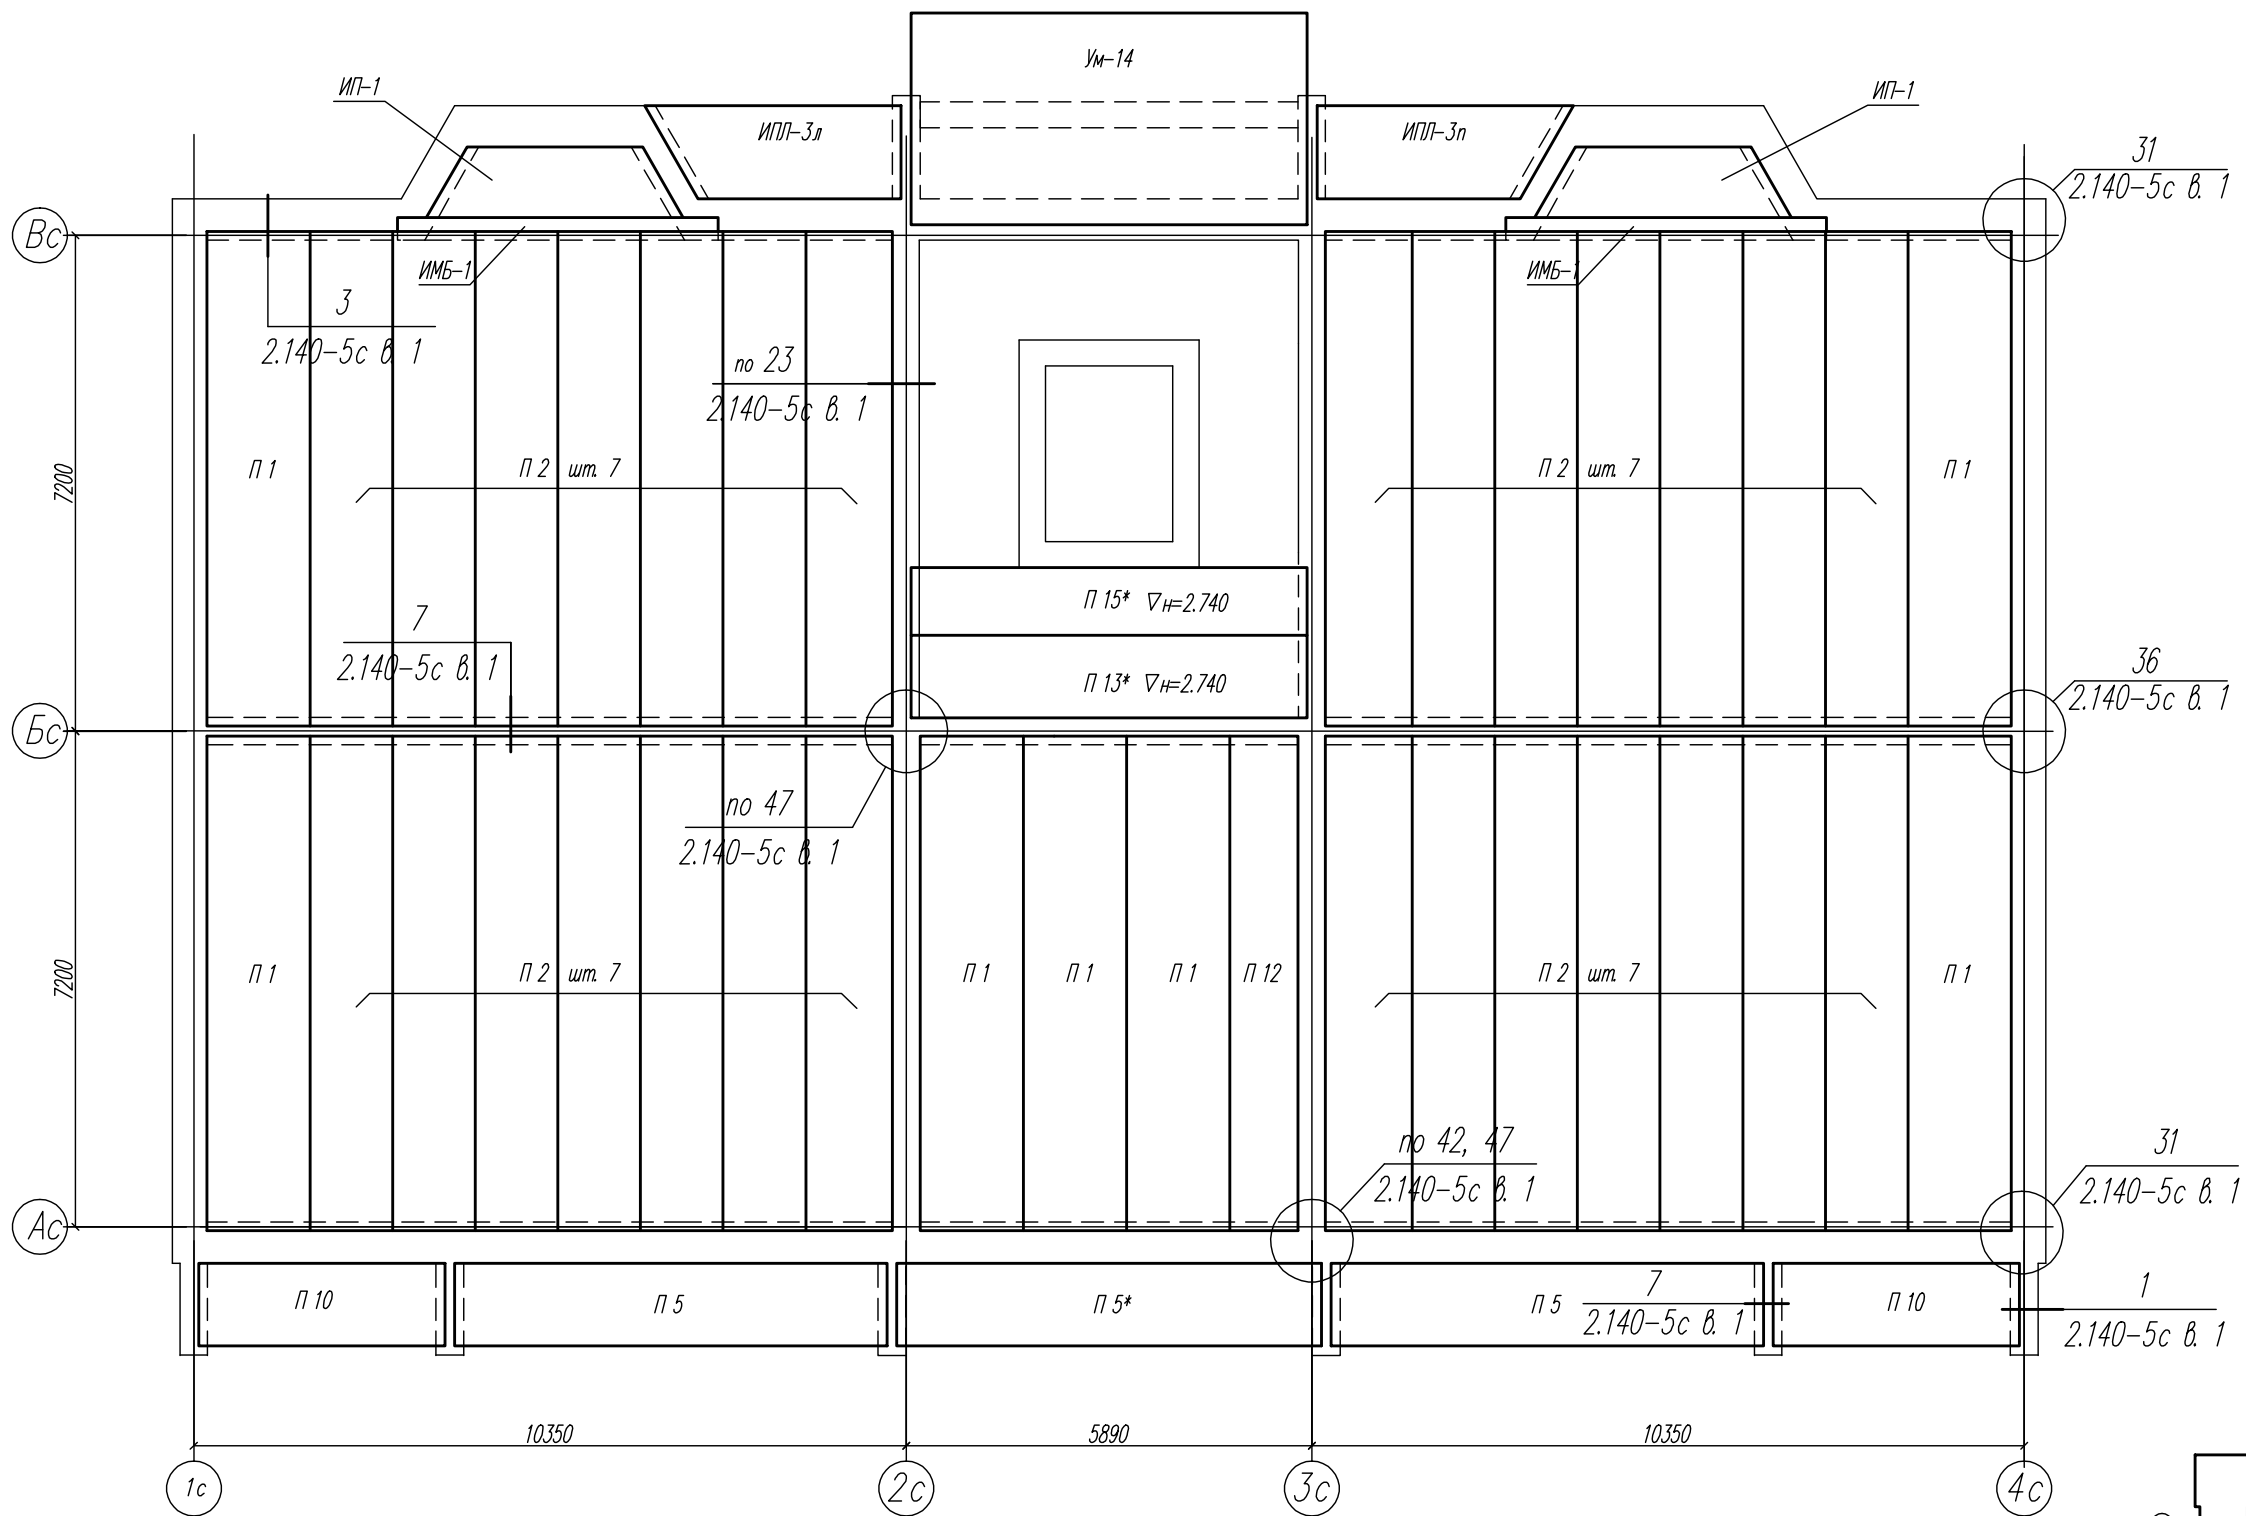 Ум-14
ИП-1
ИП-1
ИПЛ-3л
ИПЛ-3п
31
2.140-5с в. 1
Вс
ИМБ-1
ИМБ-1
3
2.140-5с в. 1
по 23
2.140-5с в. 1
7200
П 1
П 2 шт. 7
П 2 шт. 7
П 1
П 15* ∇н=2.740
7
2.140-5с в. 1
П 13* ∇н=2.740
36
2.140-5с в. 1
Бс
по 47
2.140-5с в. 1
7200
П 1
П 2 шт. 7
П 1
П 1
П 1
П 12
П 2 шт. 7
П 1
по 42, 47
2.140-5с в. 1
31
2.140-5с в. 1
Ас
П 10
П 5
П 5*
П 5
7
2.140-5с в. 1
П 10
1
2.140-5с в. 1
10350
5890
10350
1с
2с
3с
4с